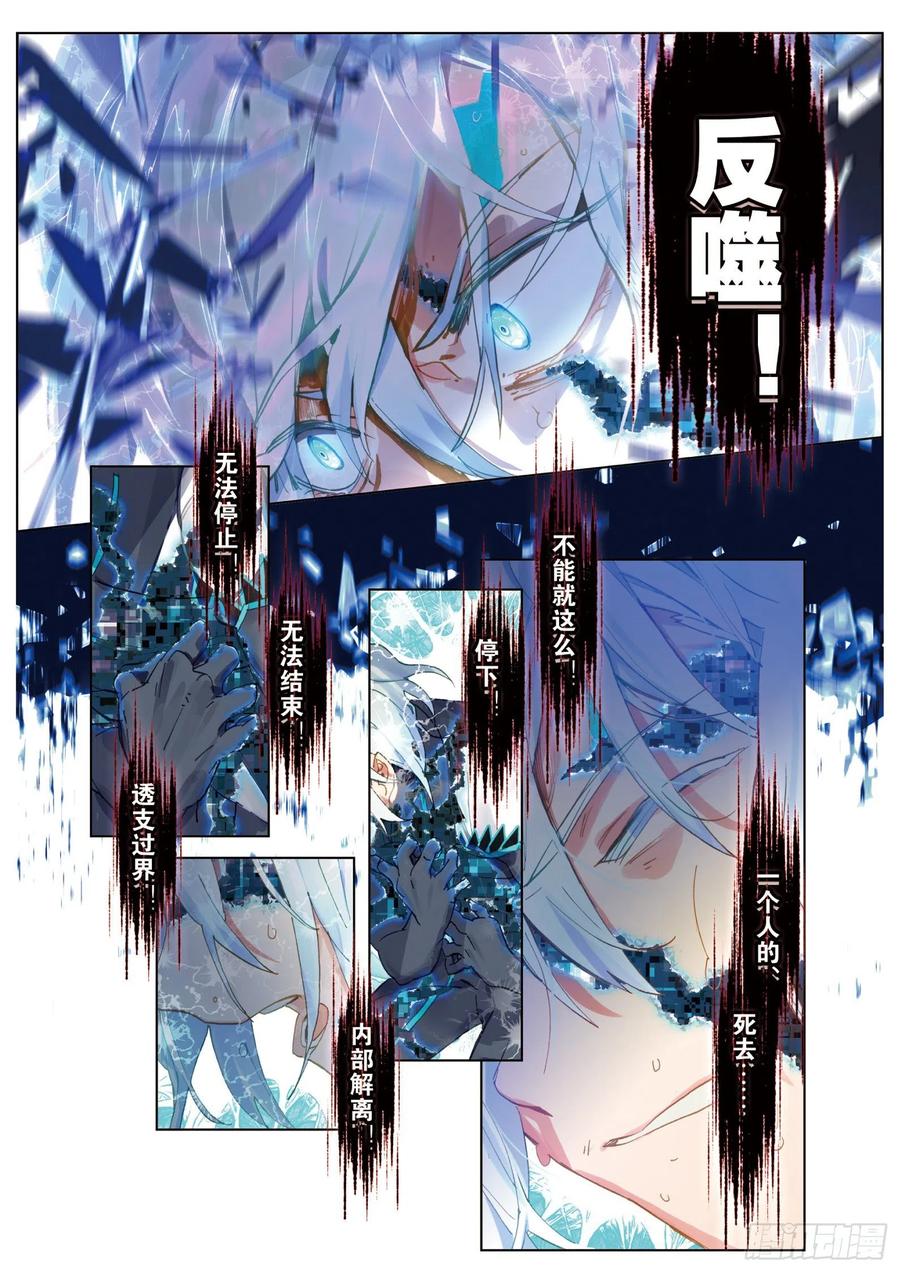 反噬！
不能就这么！
一个人的、
死去……
停下！
无法停止！
无法结束！
透支过界！
内部解离！
腾讯动漫